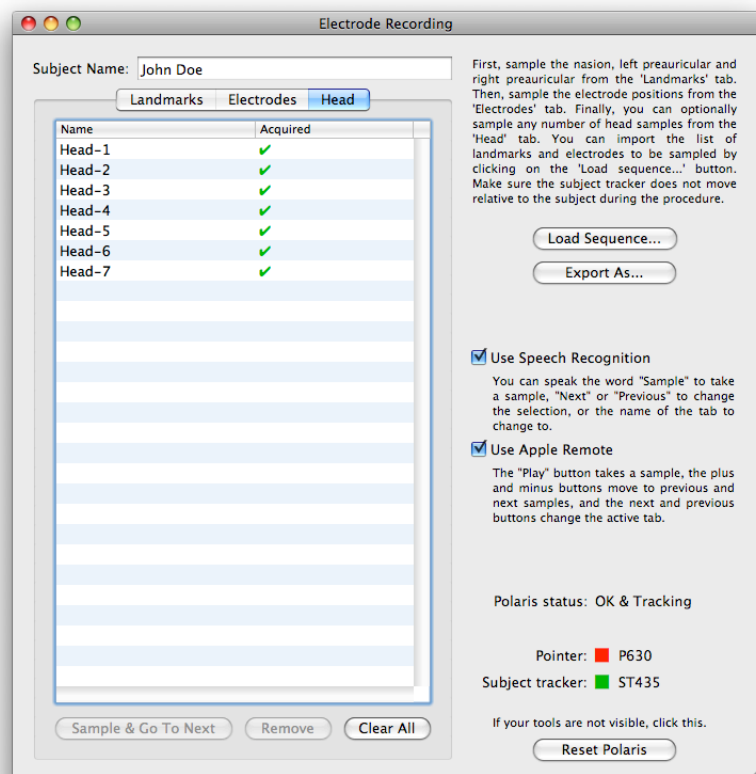 Electrode Recording
Subject Name: John Doe
Landmarks Electrodes Head
Name Acquired
Head-1 ✔
Head-2 ✔
Head-3 ✔
Head-4 ✔
Head-5 ✔
Head-6 ✔
Head-7 ✔
Sample & Go To Next Remove Clear All
First, sample the nasion, left preauricular and
right preauricular from the 'Landmarks' tab.
Then, sample the electrode positions from the
'Electrodes' tab. Finally, you can optionally
sample any number of head samples from the
'Head' tab. You can import the list of
landmarks and electrodes to be sampled by
clicking on the 'Load sequence...' button.
Make sure the subject tracker does not move
relative to the subject during the procedure.
Load Sequence...
Export As...
Use Speech Recognition
You can speak the word "Sample" to take
a sample, "Next" or "Previous" to change
the selection, or the name of the tab to
change to.
Use Apple Remote
The "Play" button takes a sample, the plus
and minus buttons move to previous and
next samples, and the next and previous
buttons change the active tab.
Polaris status: OK & Tracking
Pointer: P630
Subject tracker: ST435
If your tools are not visible, click this.
Reset Polaris